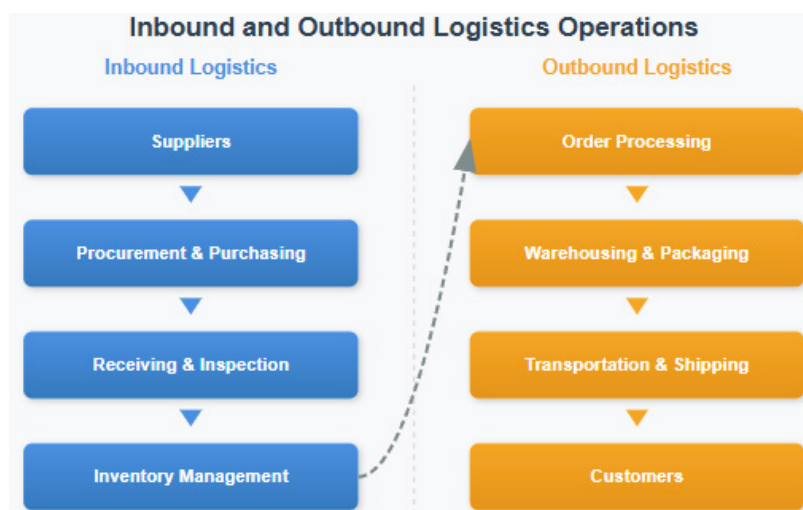 Inbound and Outbound Logistics Operations
Inbound Logistics
Suppliers
Procurement & Purchasing
Receiving & Inspection
Inventory Management
Outbound Logistics
Order Processing
Warehousing & Packaging
Transportation & Shipping
Customers